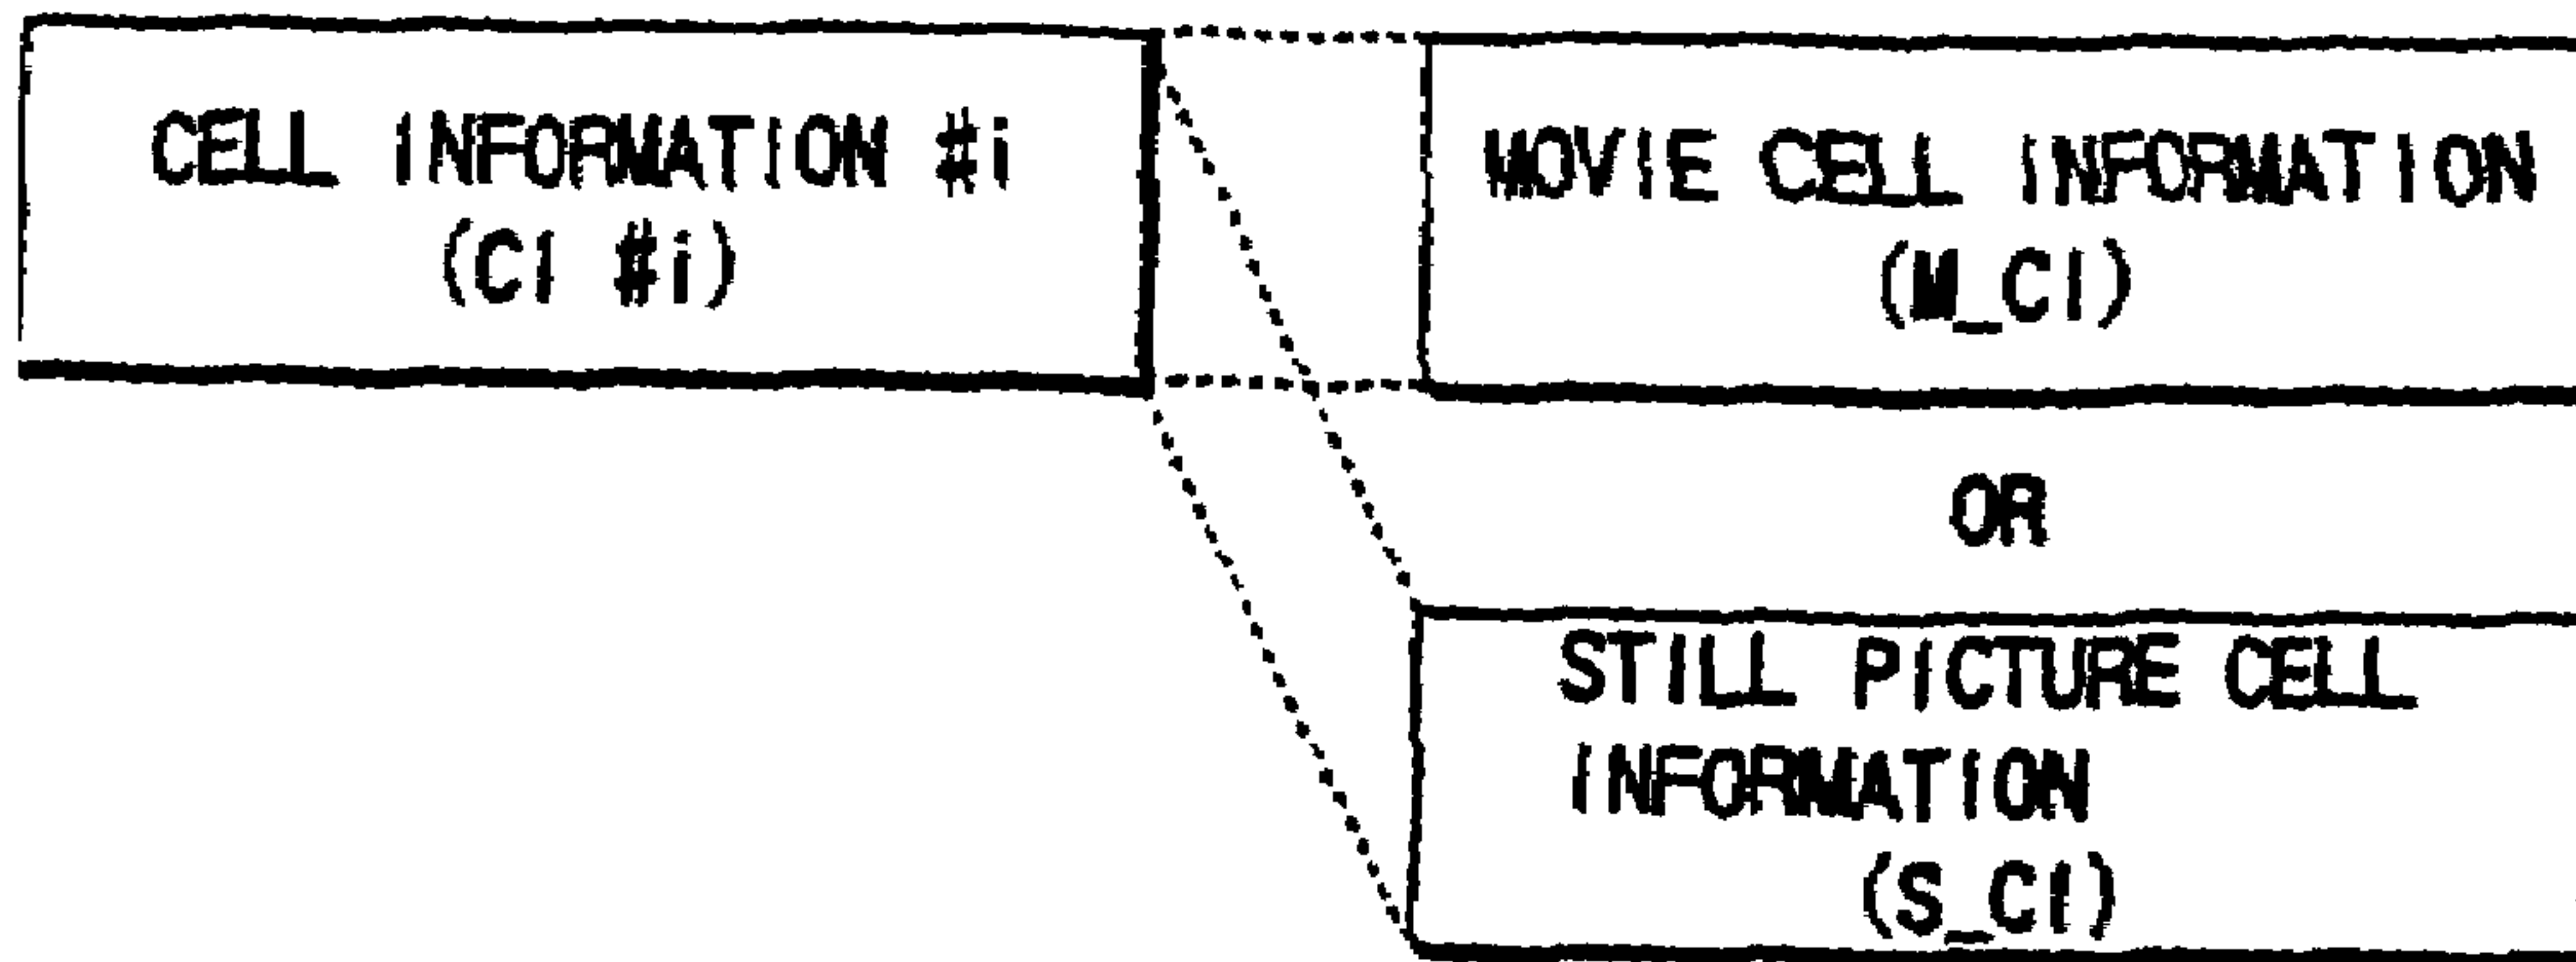 CELL INFORMATION #i
(CI #i)
MOVIE CELL INFORMATION
(M_CI)
OR
STILL PICTURE CELL
INFORMATION
(S_CI)